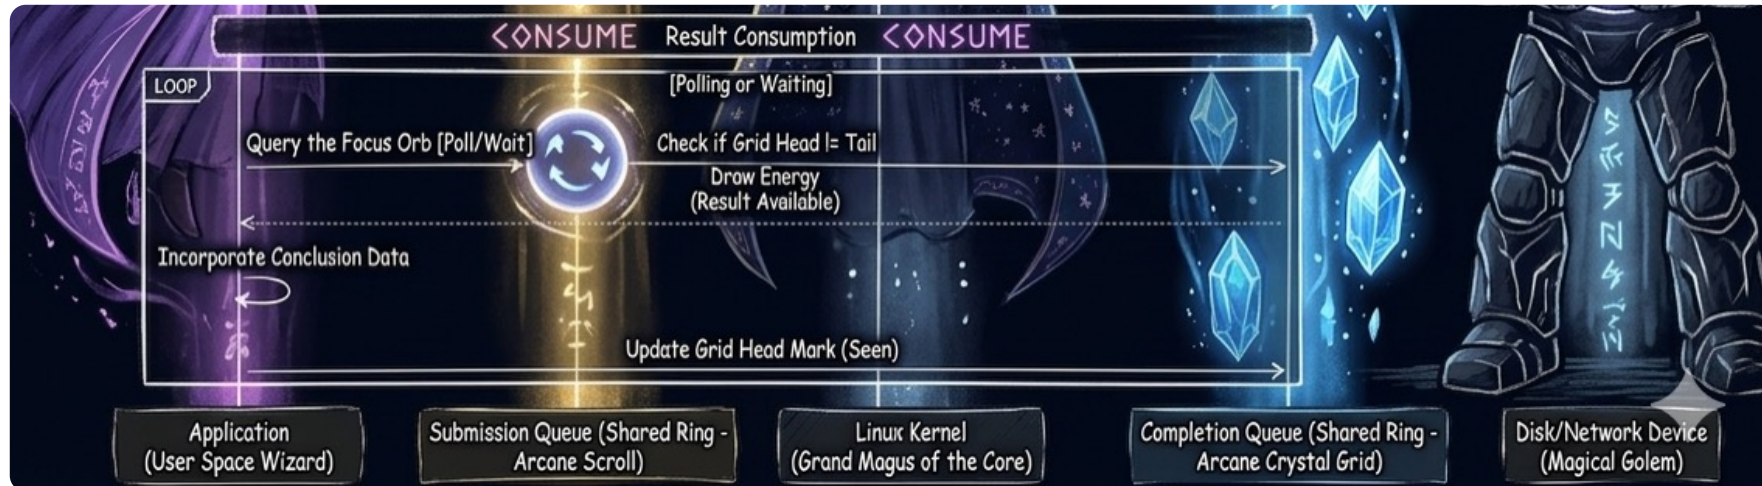 CONSUME Result Consumption CONSUME
LOOP
[Polling or Waiting]
Query the Focus Orb [Poll/Wait]
Check if Grid Head != Tail
Draw Energy
(Result Available)
Incorporate Conclusion Data
Update Grid Head Mark (Seen)
Application
(User Space Wizard)
Submission Queue (Shared Ring -
Arcane Scroll)
Linux Kernel
(Grand Magus of the Core)
Completion Queue (Shared Ring -
Arcane Crystal Grid)
Disk/Network Device
(Magical Golem)